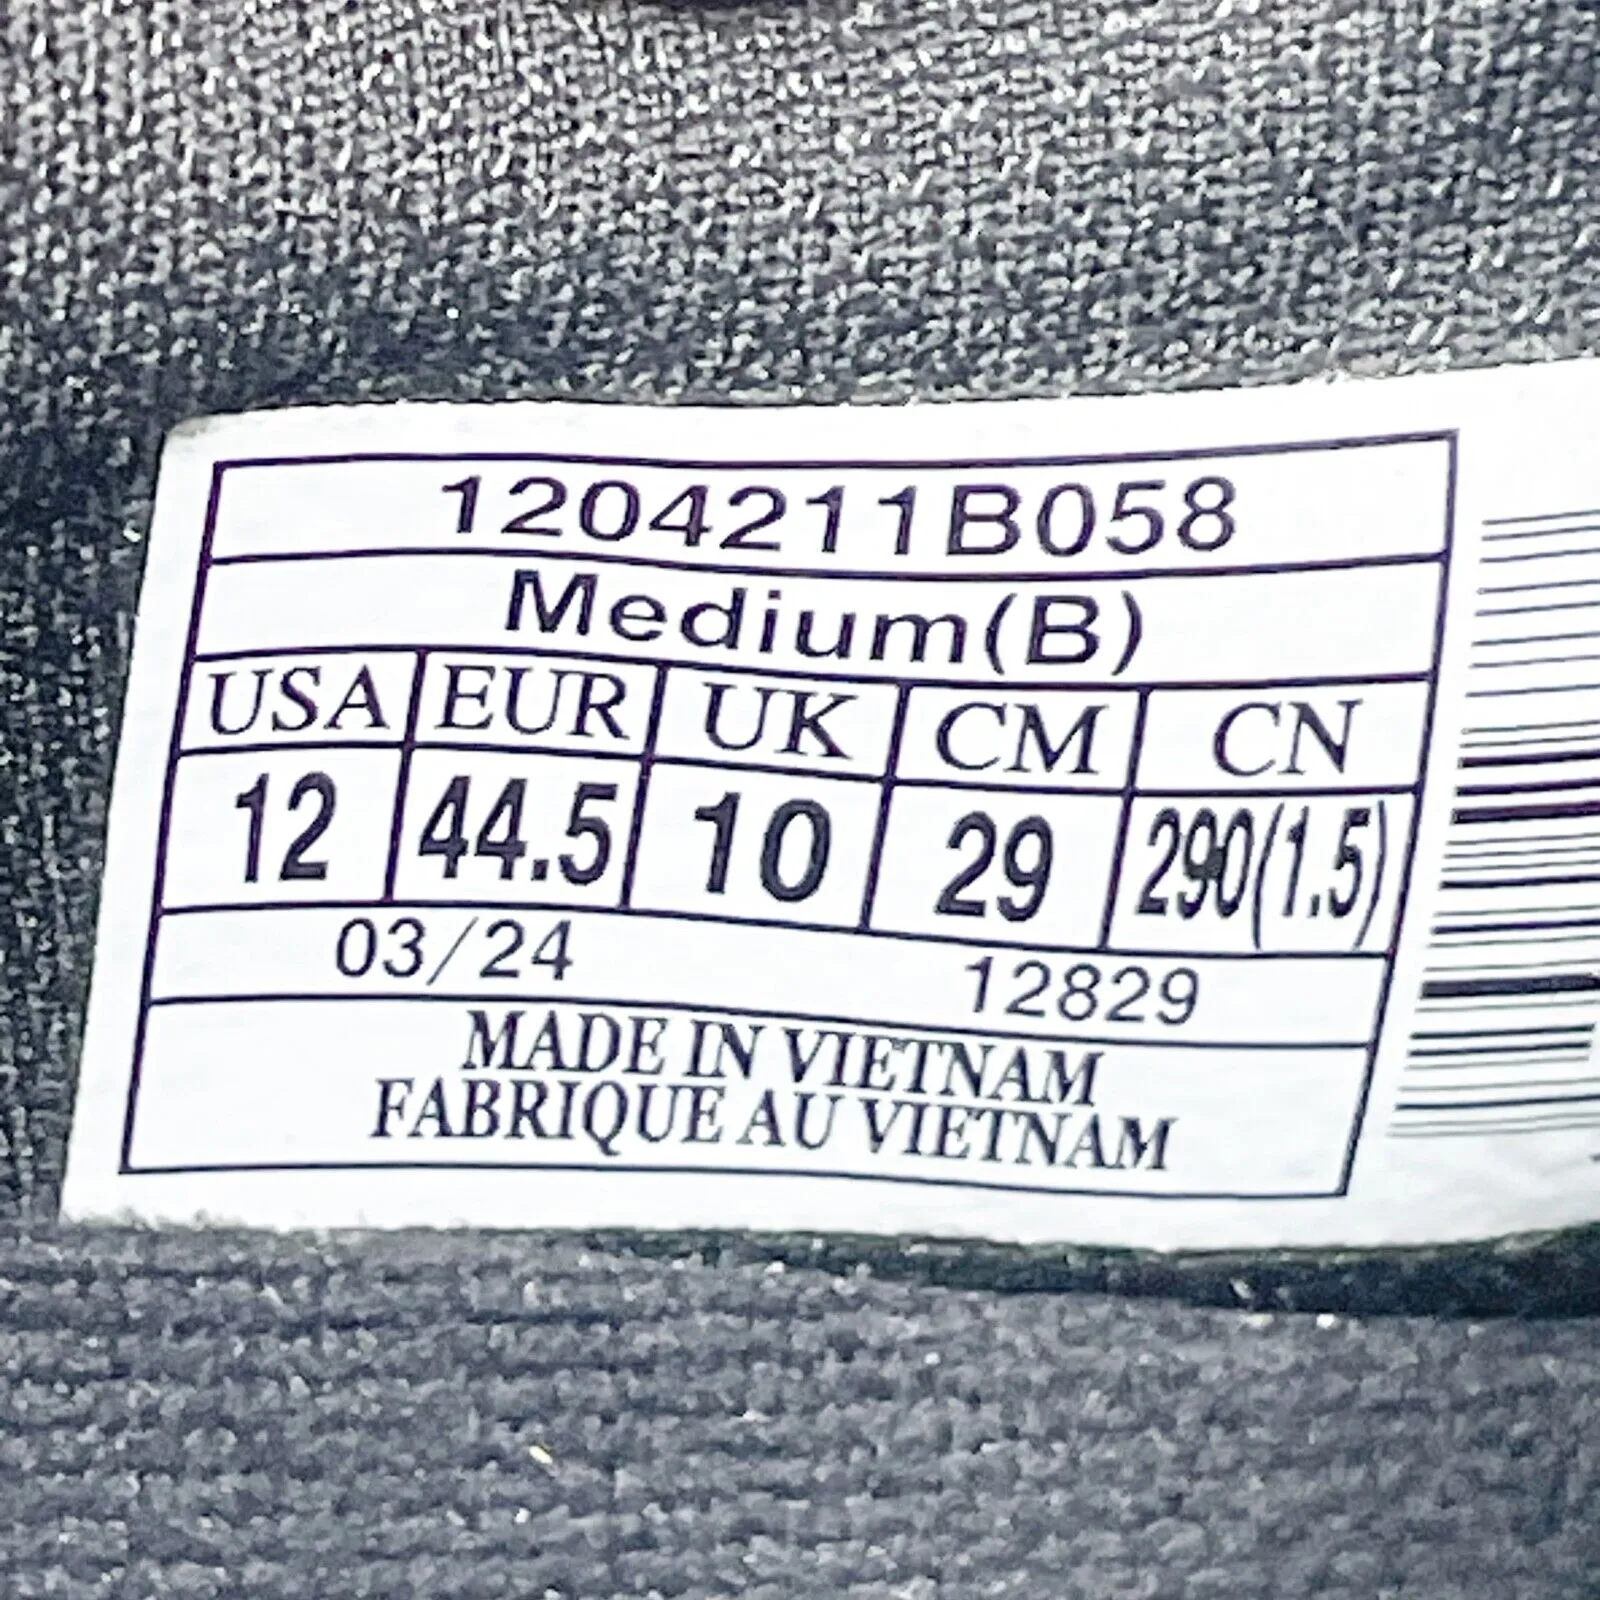 1204211B058
Medium(B)
USA EUR UK CM CN
12 44.5 10 29 290(1.5)
03/24 12829
MADE IN VIETNAM
FABRIQUE AU VIETNAM